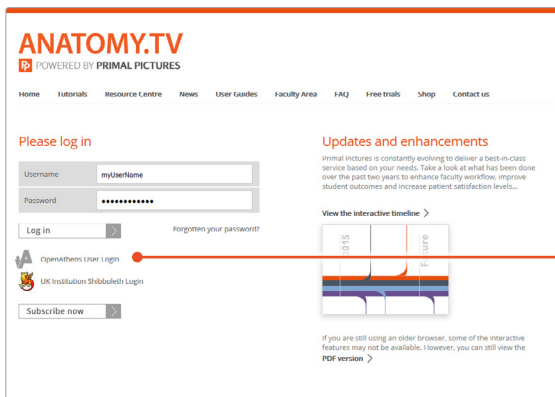 ANATOMY.TV
POWERED BY PRIMAL PICTURES
Home Tutorials Resource Centre News User Guides Faculty Area FAQ Free trials Shop Contact us
Please log in
Username myUserName
Password ••••••••••••
Log in
Forgotten your password?
OpenAthens User Login
UK Institution Shibboleth Login
Subscribe now
Updates and enhancements
Primal Pictures is constantly evolving to deliver a best-in-class
service based on your needs. Take a look at what has been done
over the past two years to enhance faculty workflow, improve
student outcomes and increase patient satisfaction levels...
View the interactive timeline
2015
If you are still using an older browser, some of the interactive
features may not be available. However, you can still view the
PDF version